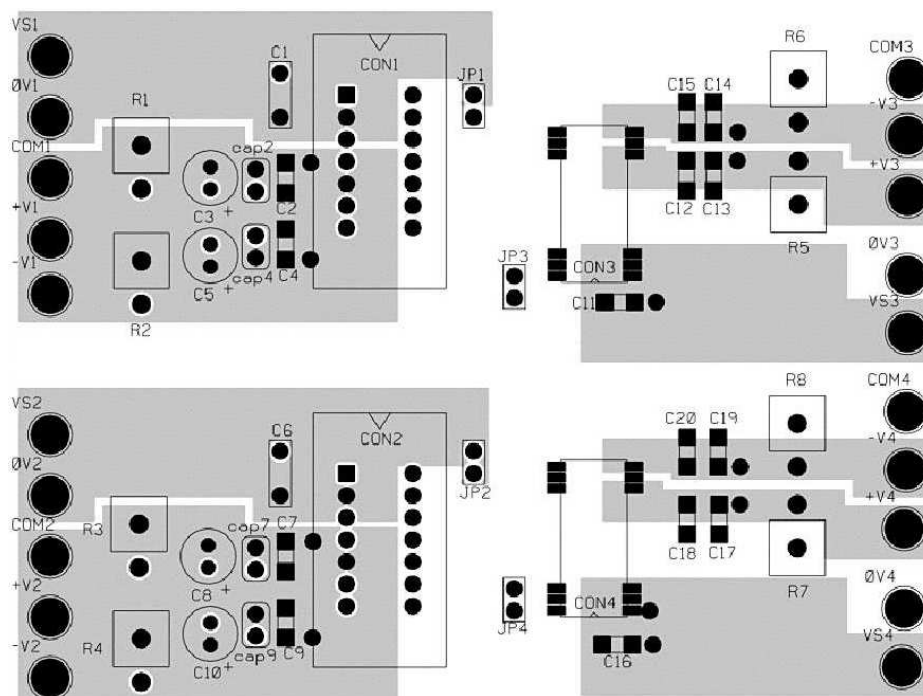 VS1
C1
CON1
JP1
ØV1
R1
COM1
cap2
C2
C3
+
+V1
-V1
cap4
C4
C5
+
R2
R6
COM3
C15
C14
-V3
+V3
C12
C13
R5
ØV3
JP3
CON3
C11
VS3
VS2
C6
CON2
JP2
ØV2
COM2
R3
cap7
C7
C8
+
+V2
-V2
R4
cap9
C9
C10
+
R8
COM4
C20
C19
-V4
+V4
C18
C17
R7
ØV4
JP4
CON4
C16
VS4